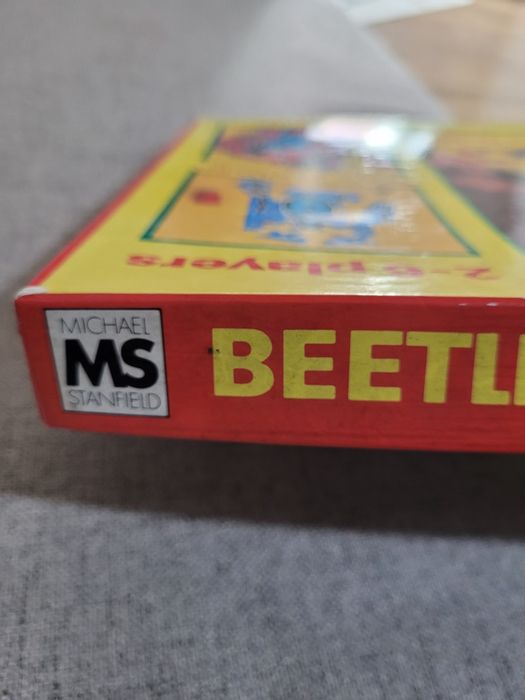 2-6 players
MICHAEL
MS
STANFIELD
BEETL